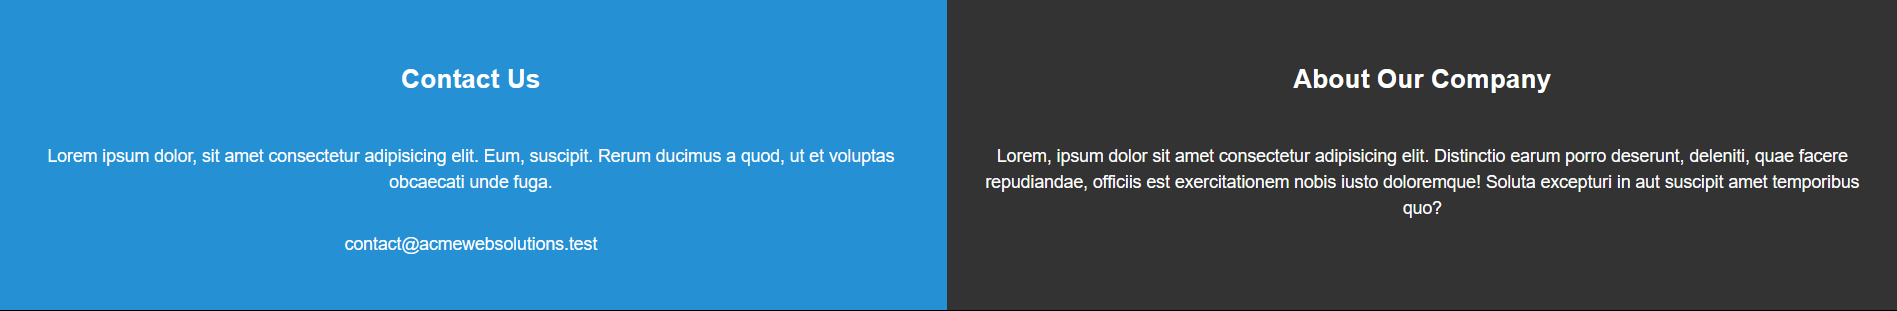 Contact Us
Lorem ipsum dolor, sit amet consectetur adipisicing elit. Eum, suscipit. Rerum ducimus a quod, ut et voluptas
obcaecati unde fuga.
contact@acmewebsolutions.test
About Our Company
Lorem, ipsum dolor sit amet consectetur adipisicing elit. Distinctio earum porro deserunt, deleniti, quae facere
repudiandae, officiis est exercitationem nobis iusto doloremque! Soluta excepturi in aut suscipit amet temporibus
quo?